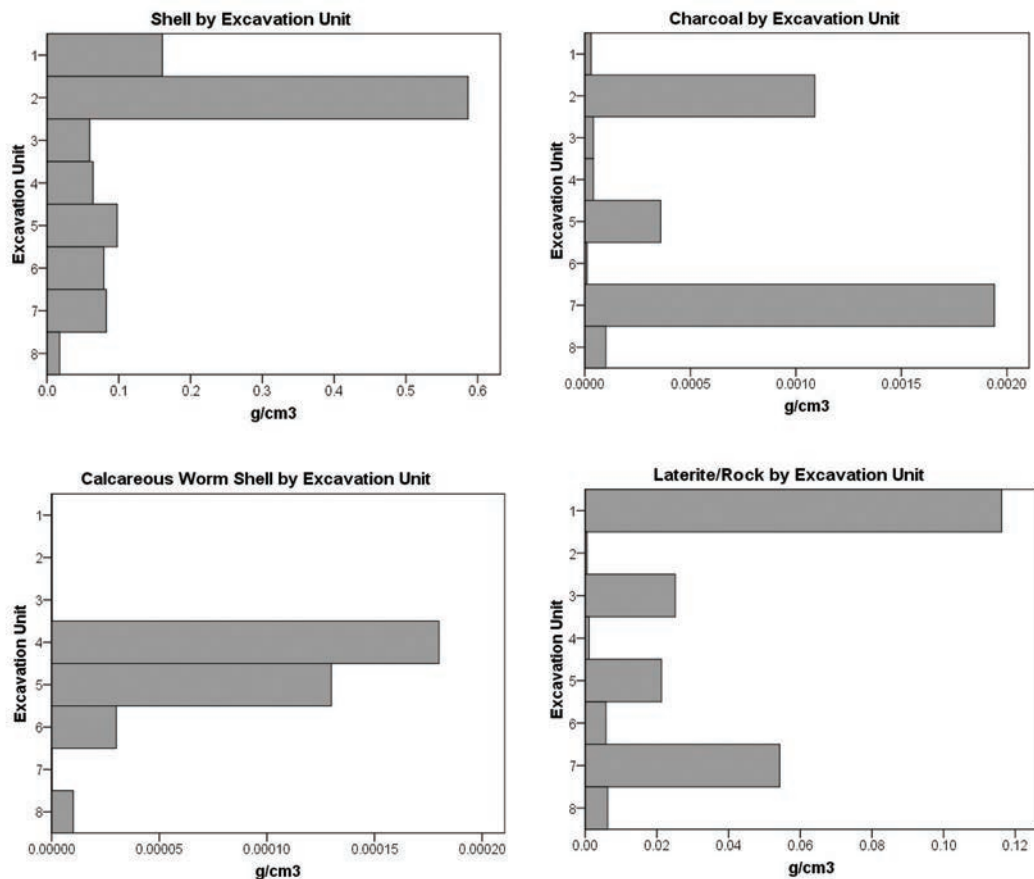 Shell by Excavation Unit
Excavation Unit
1
2
3
4
5
6
7
8
0.0 0.1 0.2 0.3 0.4 0.5 0.6
g/cm3
Charcoal by Excavation Unit
Excavation Unit
1
2
3
4
5
6
7
8
0.0000 0.0005 0.0010 0.0015 0.0020
g/cm3
Calcareous Worm Shell by Excavation Unit
Excavation Unit
1
2
3
4
5
6
7
8
0.00000 0.00005 0.00010 0.00015 0.00020
g/cm3
Laterite/Rock by Excavation Unit
Excavation Unit
1
2
3
4
5
6
7
8
0.00 0.02 0.04 0.06 0.08 0.10 0.12
g/cm3